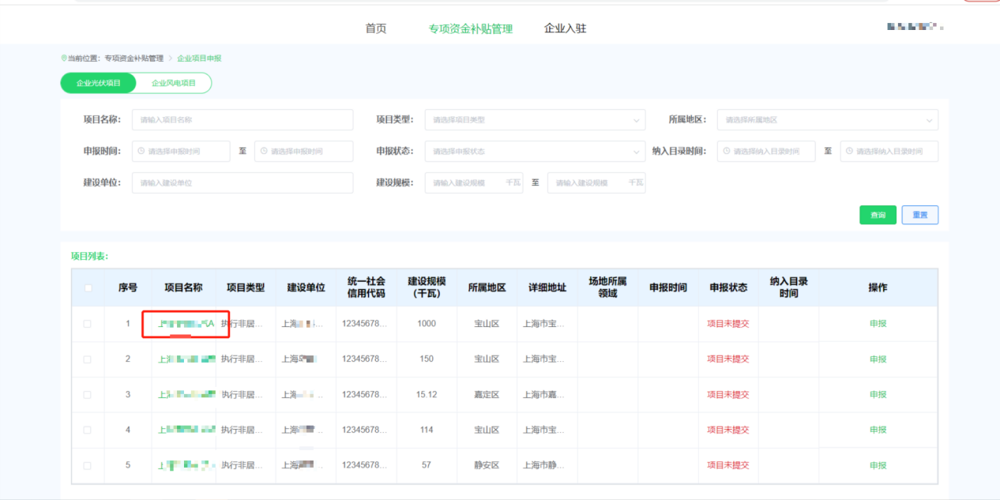 首页 专项资金补贴管理 企业入驻
当前位置： 专项资金补贴管理 > 企业项目申报
企业光伏项目 企业风电项目
项目名称： 请输入项目名称 项目类型： 请选择项目类型 所属地区： 请选择所属地区
申报时间： 请选择申报时间 至 请选择申报时间 申报状态： 请选择申报状态 纳入目录时间： 请选择纳入目录时间 至 请选择纳入目录时间
建设单位： 请输入建设单位 建设规模： 请输入建设规模 千瓦 至 请输入建设规模 千瓦
查询 重置
项目列表：
序号 项目名称 项目类型 建设单位 统一社会信用代码 建设规模（千瓦） 所属地区 详细地址 场地所属领域 申报时间 申报状态 纳入目录时间 操作
1 上 A 执行非居... 上海 ... 12345678... 1000 宝山区 上海市宝... 项目未提交 申报
2 上海 执行非居... 上海 12345678... 150 宝山区 上海市宝... 项目未提交 申报
3 上 执行非居... 上海 ... 12345678... 15.12 嘉定区 上海市嘉... 项目未提交 申报
4 上 执行非居... 上海 .. 12345678... 114 宝山区 上海市宝... 项目未提交 申报
5 上 执行非居... 上海 .. 12345678... 57 静安区 上海市静... 项目未提交 申报